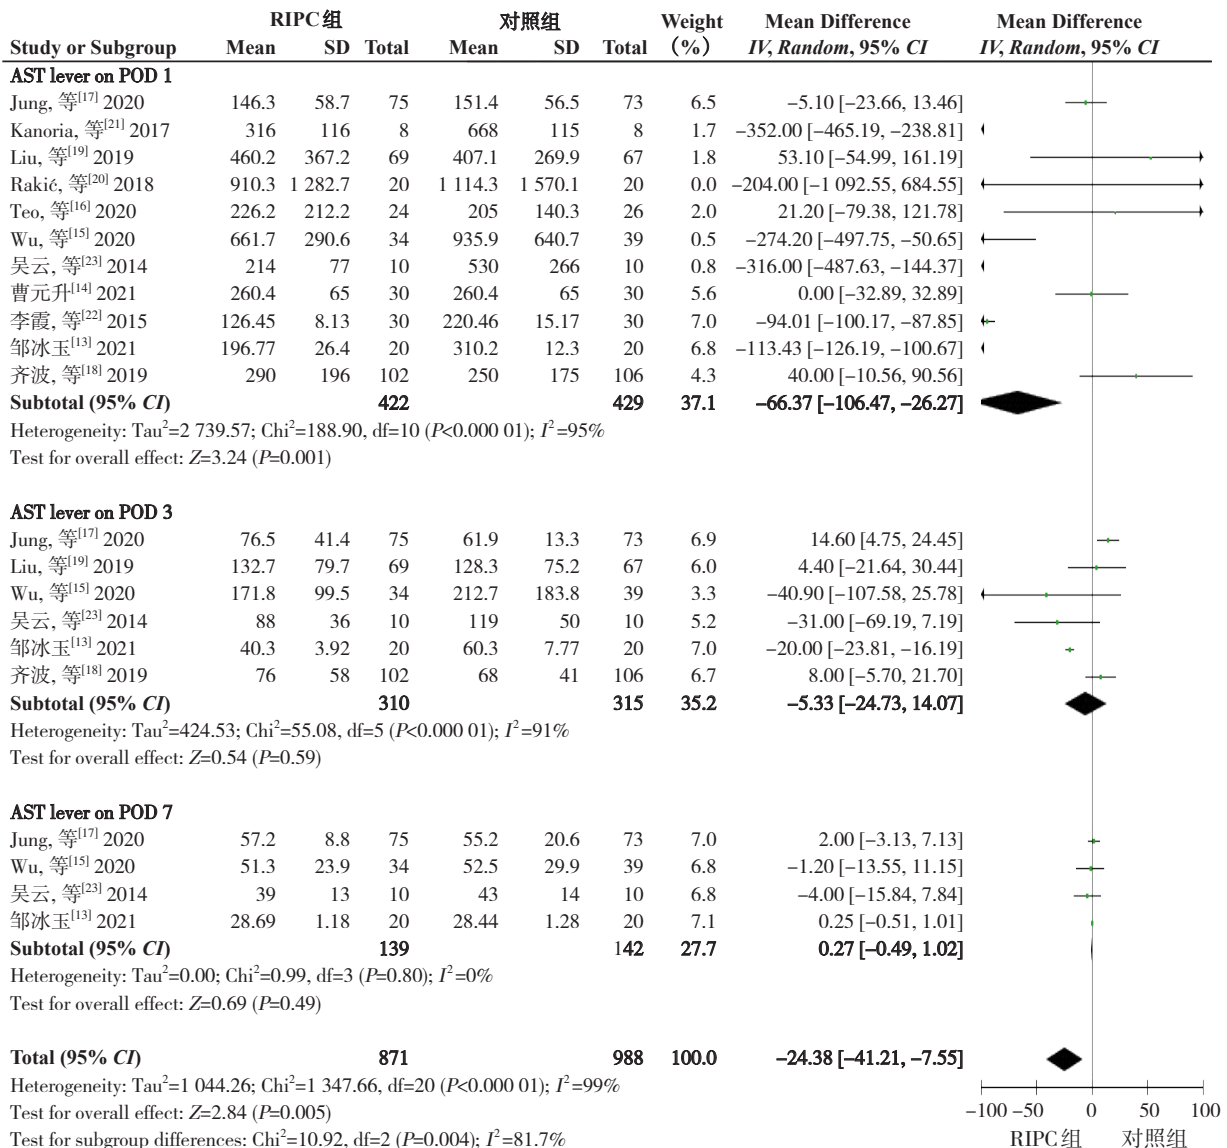 RIPC组 对照组 Weight Mean Difference Mean Difference
Study or Subgroup Mean SD Total Mean SD Total (%) IV, Random, 95% CI IV, Random, 95% CI
AST lever on POD 1
Jung, 等[17] 2020 146.3 58.7 75 151.4 56.5 73 6.5 −5.10 [−23.66, 13.46]
Kanoria, 等[21] 2017 316 116 8 668 115 8 1.7 −352.00 [−465.19, −238.81]
Liu, 等[19] 2019 460.2 367.2 69 407.1 269.9 67 1.8 53.10 [−54.99, 161.19]
Rakić, 等[20] 2018 910.3 1 282.7 20 1 114.3 1 570.1 20 0.0 −204.00 [−1 092.55, 684.55]
Teo, 等[16] 2020 226.2 212.2 24 205 140.3 26 2.0 21.20 [−79.38, 121.78]
Wu, 等[15] 2020 661.7 290.6 34 935.9 640.7 39 0.5 −274.20 [−497.75, −50.65]
吴云, 等[23] 2014 214 77 10 530 266 10 0.8 −316.00 [−487.63, −144.37]
曹元升[14] 2021 260.4 65 30 260.4 65 30 5.6 0.00 [−32.89, 32.89]
李霞, 等[22] 2015 126.45 8.13 30 220.46 15.17 30 7.0 −94.01 [−100.17, −87.85]
邹冰玉[13] 2021 196.77 26.4 20 310.2 12.3 20 6.8 −113.43 [−126.19, −100.67]
齐波, 等[18] 2019 290 196 102 250 175 106 4.3 40.00 [−10.56, 90.56]
Subtotal (95% CI) 422 429 37.1 −66.37 [−106.47, −26.27]
Heterogeneity: Tau²=2 739.57; Chi²=188.90, df=10 (P<0.000 01); I²=95%
Test for overall effect: Z=3.24 (P=0.001)
AST lever on POD 3
Jung, 等[17] 2020 76.5 41.4 75 61.9 13.3 73 6.9 14.60 [4.75, 24.45]
Liu, 等[19] 2019 132.7 79.7 69 128.3 75.2 67 6.0 4.40 [−21.64, 30.44]
Wu, 等[15] 2020 171.8 99.5 34 212.7 183.8 39 3.3 −40.90 [−107.58, 25.78]
吴云, 等[23] 2014 88 36 10 119 50 10 5.2 −31.00 [−69.19, 7.19]
邹冰玉[13] 2021 40.3 3.92 20 60.3 7.77 20 7.0 −20.00 [−23.81, −16.19]
齐波, 等[18] 2019 76 58 102 68 41 106 6.7 8.00 [−5.70, 21.70]
Subtotal (95% CI) 310 315 35.2 −5.33 [−24.73, 14.07]
Heterogeneity: Tau²=424.53; Chi²=55.08, df=5 (P<0.000 01); I²=91%
Test for overall effect: Z=0.54 (P=0.59)
AST lever on POD 7
Jung, 等[17] 2020 57.2 8.8 75 55.2 20.6 73 7.0 2.00 [−3.13, 7.13]
Wu, 等[15] 2020 51.3 23.9 34 52.5 29.9 39 6.8 −1.20 [−13.55, 11.15]
吴云, 等[23] 2014 39 13 10 43 14 10 6.8 −4.00 [−15.84, 7.84]
邹冰玉[13] 2021 28.69 1.18 20 28.44 1.28 20 7.1 0.25 [−0.51, 1.01]
Subtotal (95% CI) 139 142 27.7 0.27 [−0.49, 1.02]
Heterogeneity: Tau²=0.00; Chi²=0.99, df=3 (P=0.80); I²=0%
Test for overall effect: Z=0.69 (P=0.49)
Total (95% CI) 871 988 100.0 −24.38 [−41.21, −7.55]
Heterogeneity: Tau²=1 044.26; Chi²=1 347.66, df=20 (P<0.000 01); I²=99%
Test for overall effect: Z=2.84 (P=0.005)
−100 −50 0 50 100
Test for subgroup differences: Chi²=10.92, df=2 (P=0.004); I²=81.7%
RIPC组 对照组